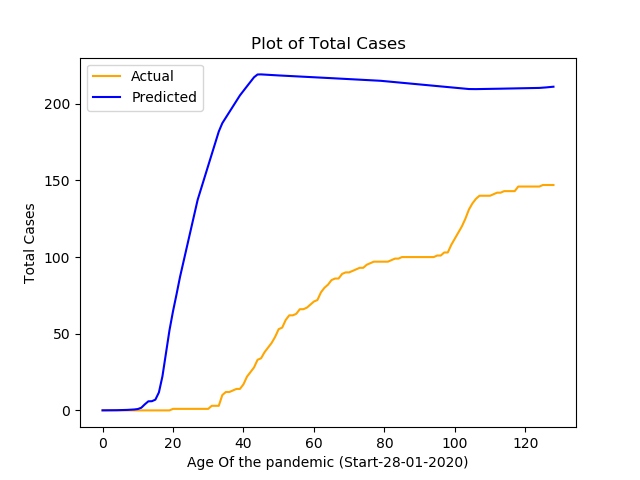 Plot of Total Cases
Actual
Predicted
200
150
100
50
0
Total Cases
0 20 40 60 80 100 120
Age Of the pandemic (Start-28-01-2020)